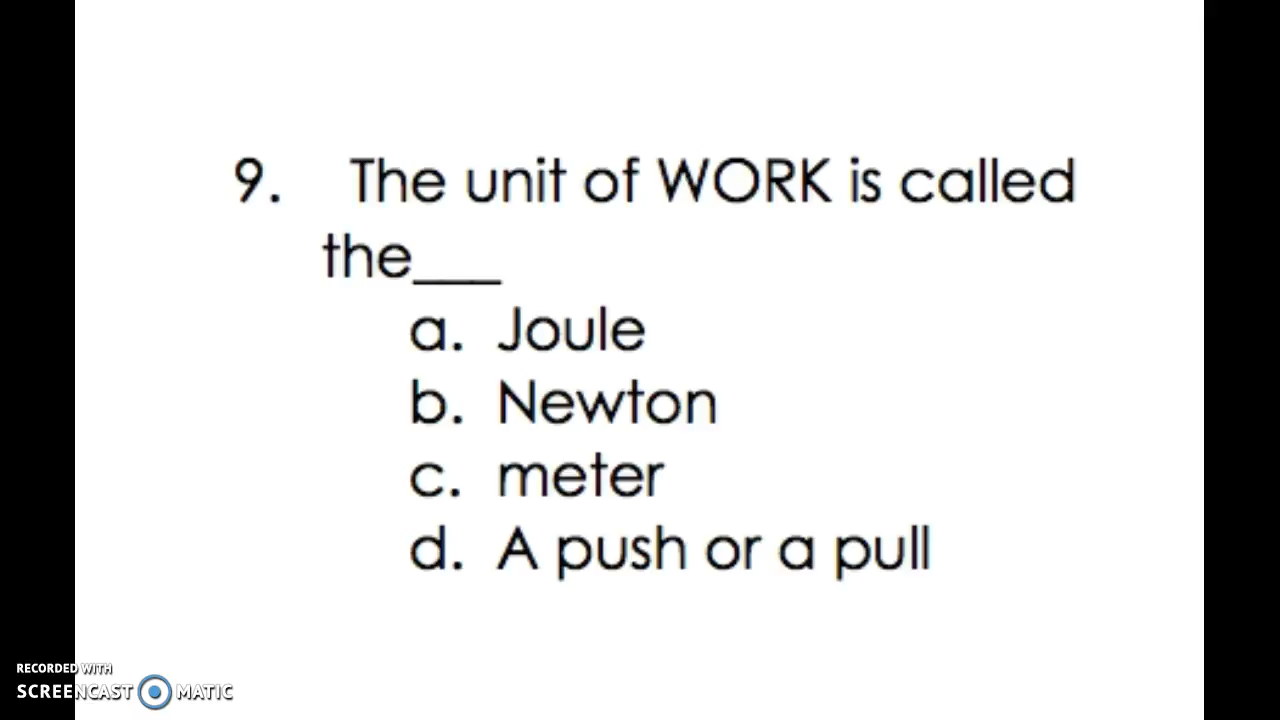 9. The unit of WORK is called
the___
a. Joule
b. Newton
c. meter
d. A push or a pull
RECORDED WITH
SCREENCAST MATIC